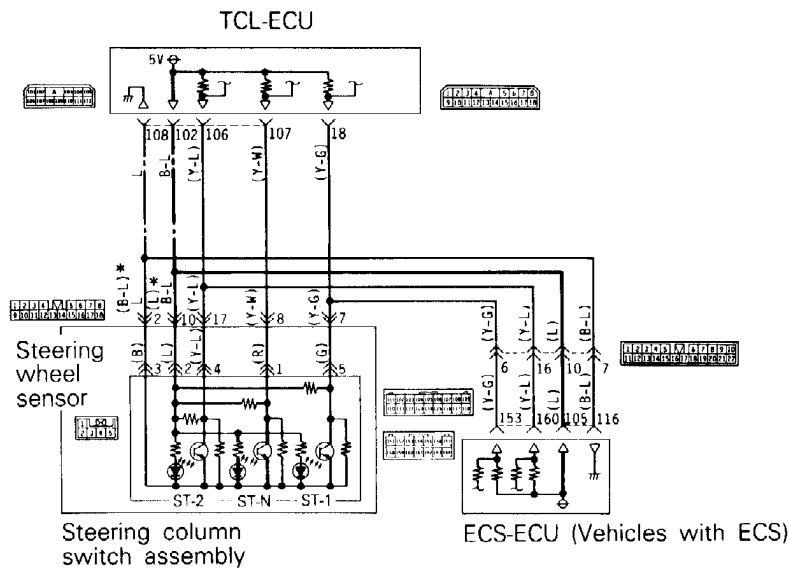 TCL-ECU
5V
108 102 106 107 18
L B-L (Y-L) (Y-W) (Y-G)
(B-L)* L (L)* B-L (Y-L) (Y-W) (Y-G)
2 10 17 8 7
(Y-G) (Y-L) (L) (B-L)
6 16 10 7
Steering
wheel
sensor
(B) (L) (Y-L) (R) (G)
3 2 4 1 5
(Y-G) (Y-L) (L) (B-L)
153 160 105 116
ST-2 ST-N ST-1
Steering column
switch assembly
ECS-ECU (Vehicles with ECS)